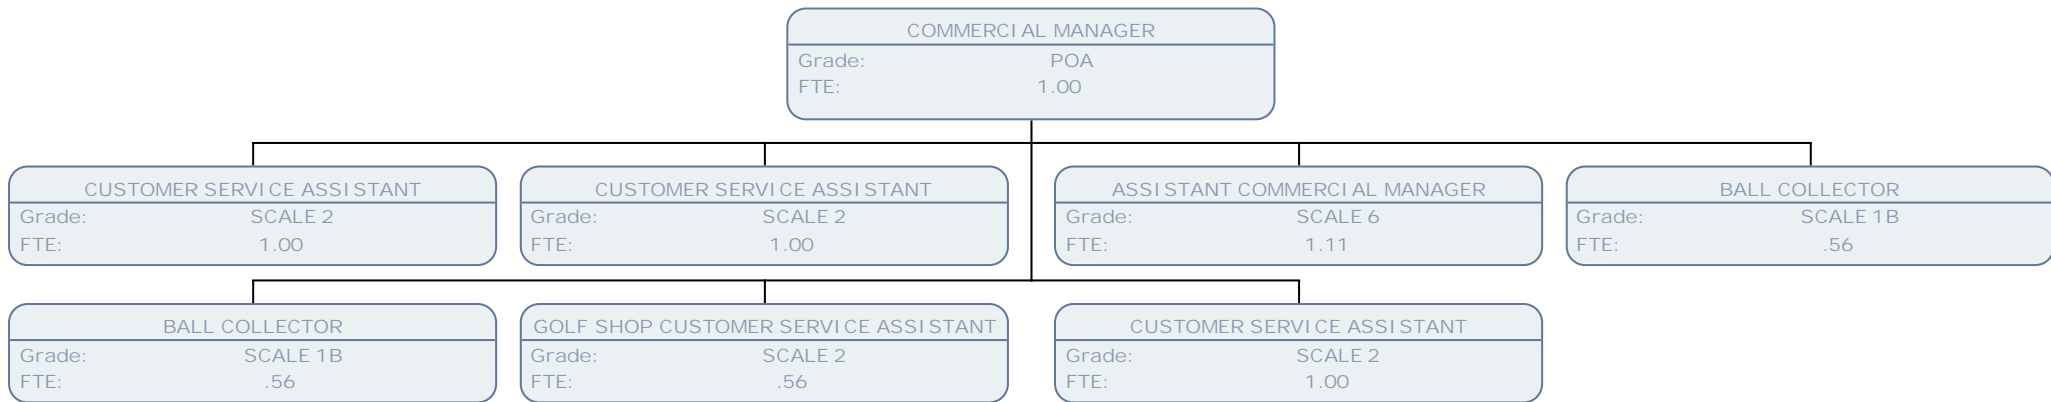 COMMERCIAL MANAGER
Grade: POA
FTE: 1.00
CUSTOMER SERVICE ASSISTANT
Grade: SCALE 2
FTE: 1.00
CUSTOMER SERVICE ASSISTANT
Grade: SCALE 2
FTE: 1.00
ASSISTANT COMMERCIAL MANAGER
Grade: SCALE 6
FTE: 1.11
BALL COLLECTOR
Grade: SCALE 1B
FTE: .56
BALL COLLECTOR
Grade: SCALE 1B
FTE: .56
GOLF SHOP CUSTOMER SERVICE ASSISTANT
Grade: SCALE 2
FTE: .56
CUSTOMER SERVICE ASSISTANT
Grade: SCALE 2
FTE: 1.00